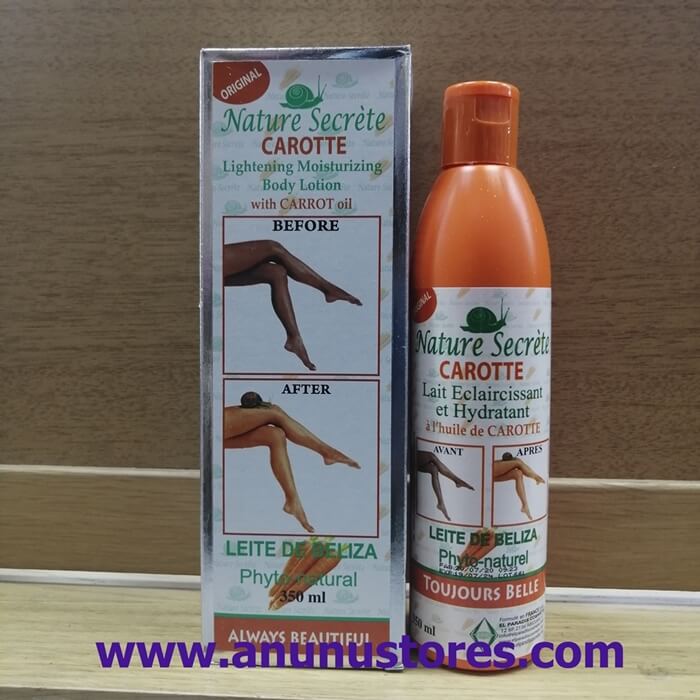 ORIGINAL
Nature Secrète
CAROTTE
Lightening Moisturizing
Body Lotion
with CARROT oil
BEFORE
AFTER
LEITE DE BELIZA
Phyto-natural
350 ml
ALWAYS BEAUTIFUL
Nature Secrète
CAROTTE
Lait Eclaircissant
et Hydratant
à l'huile de CAROTTE
AVANT
APRES
LEITE DE BELIZA
Phyto-naturel
TOUJOURS BELLE
350 ml
www.anunustores.com